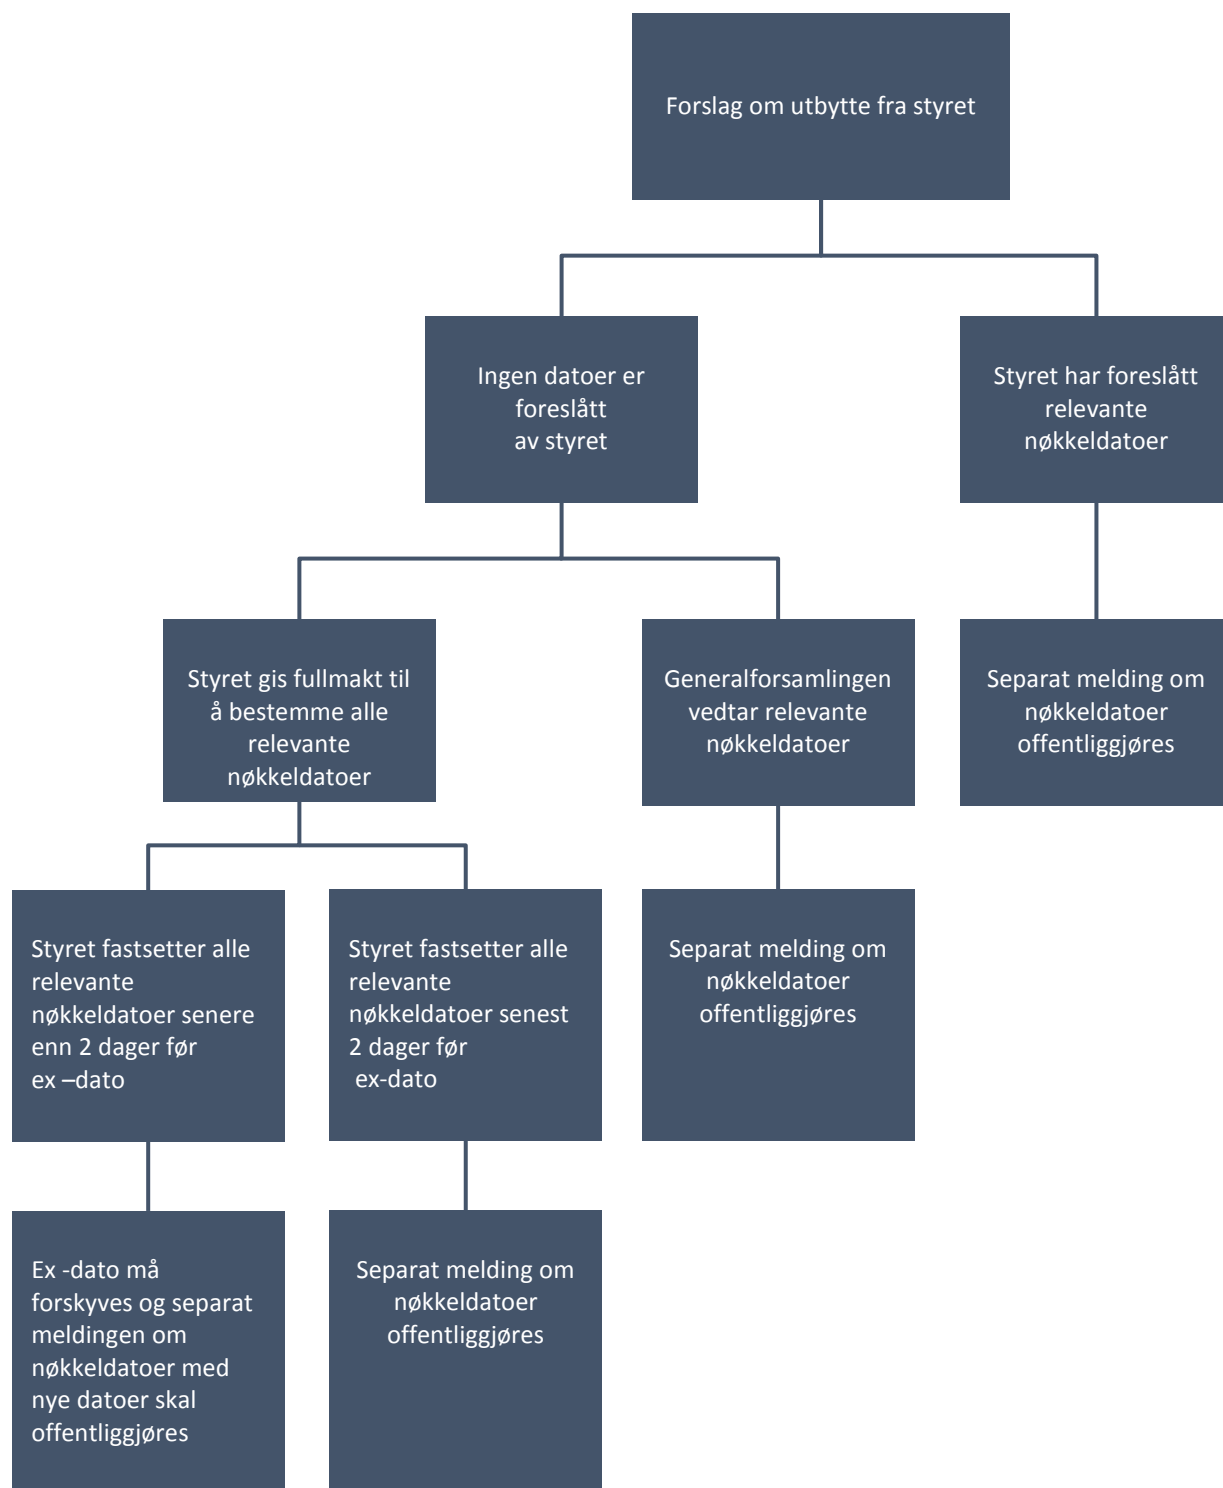 Forslag om utbytte fra styret
Ingen datoer er
foreslått
av styret
Styret har foreslått
relevante
nøkkeldatoer
Styret gis fullmakt til
å bestemme alle
relevante
nøkkeldatoer
Generalforsamlingen
vedtar relevante
nøkkeldatoer
Separat melding om
nøkkeldatoer
offentliggjøres
Styret fastsetter alle
relevante
nøkkeldatoer senere
enn 2 dager før
ex –dato
Styret fastsetter alle
relevante
nøkkeldatoer senest
2 dager før
ex-dato
Separat melding om
nøkkeldatoer
offentliggjøres
Ex -dato må
forskyves og separat
meldingen om
nøkkeldatoer med
nye datoer skal
offentliggjøres
Separat melding om
nøkkeldatoer
offentliggjøres